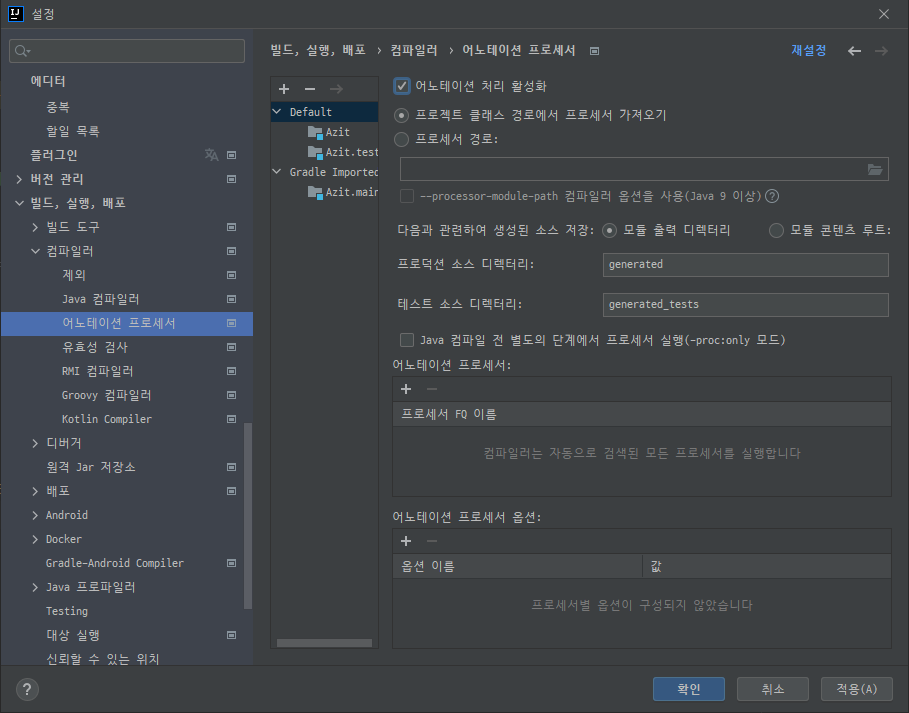 설정
에디터
중복
할일 목록
플러그인
버전 관리
빌드, 실행, 배포
빌드 도구
컴파일러
제외
Java 컴파일러
어노테이션 프로세서
유효성 검사
RMI 컴파일러
Groovy 컴파일러
Kotlin Compiler
디버거
원격 Jar 저장소
배포
Android
Docker
Gradle-Android Compiler
Java 프로파일러
Testing
대상 실행
신뢰할 수 있는 위치
빌드, 실행, 배포 › 컴파일러 › 어노테이션 프로세서
재설정
Default
Azit
Azit.test
Gradle Imported
Azit.main
어노테이션 처리 활성화
프로젝트 클래스 경로에서 프로세서 가져오기
프로세서 경로:
--processor-module-path 컴파일러 옵션을 사용(Java 9 이상)
다음과 관련하여 생성된 소스 저장: 모듈 출력 디렉터리 모듈 콘텐츠 루트:
프로덕션 소스 디렉터리: generated
테스트 소스 디렉터리: generated_tests
Java 컴파일 전 별도의 단계에서 프로세서 실행(-proc:only 모드)
어노테이션 프로세서:
프로세서 FQ 이름
컴파일러는 자동으로 검색된 모든 프로세서를 실행합니다
어노테이션 프로세서 옵션:
옵션 이름 값
프로세서별 옵션이 구성되지 않았습니다
확인 취소 적용(A)